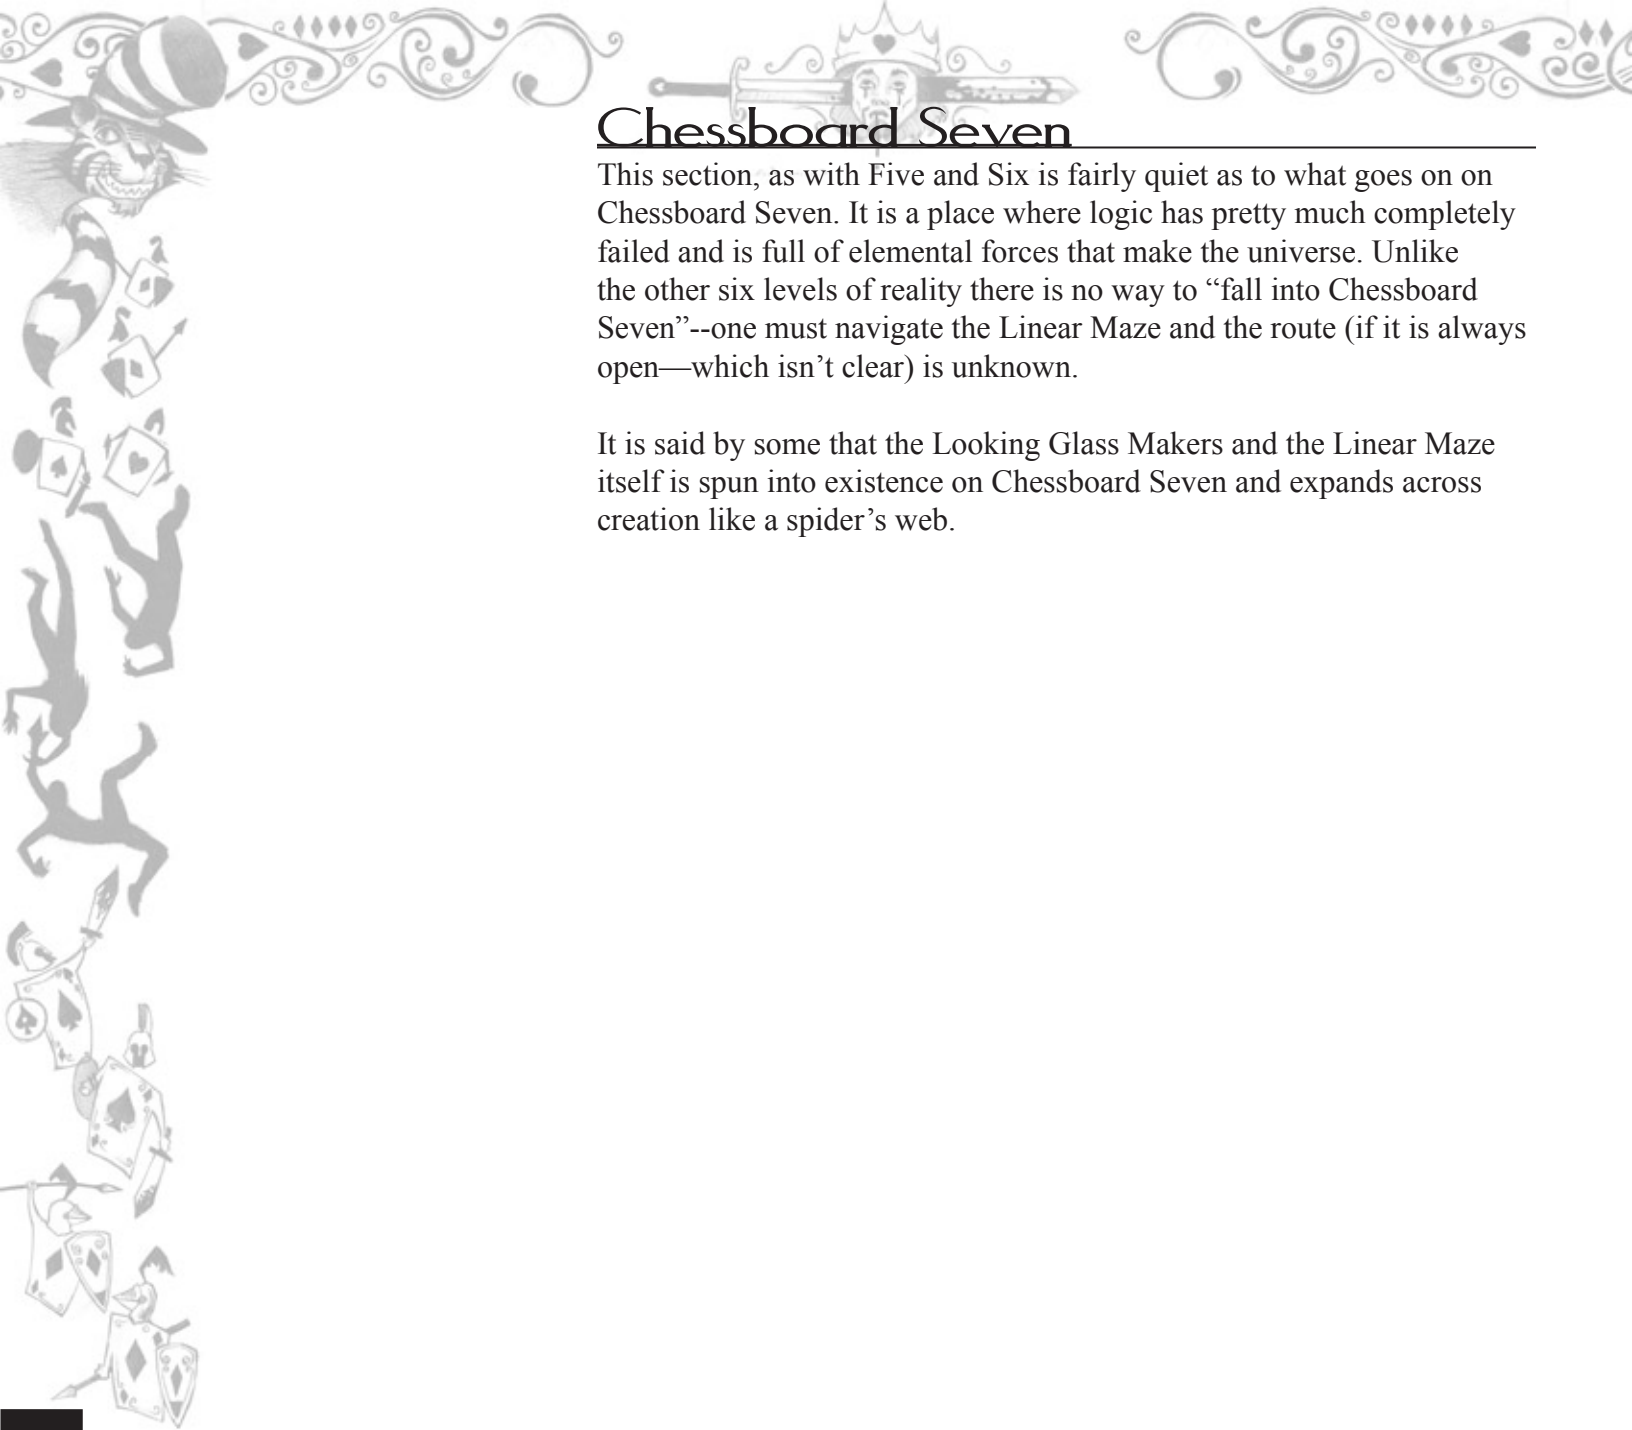 Chessboard Seven
This section, as with Five and Six is fairly quiet as to what goes on on
Chessboard Seven. It is a place where logic has pretty much completely
failed and is full of elemental forces that make the universe. Unlike
the other six levels of reality there is no way to “fall into Chessboard
Seven”--one must navigate the Linear Maze and the route (if it is always
open—which isn’t clear) is unknown.
It is said by some that the Looking Glass Makers and the Linear Maze
itself is spun into existence on Chessboard Seven and expands across
creation like a spider’s web.